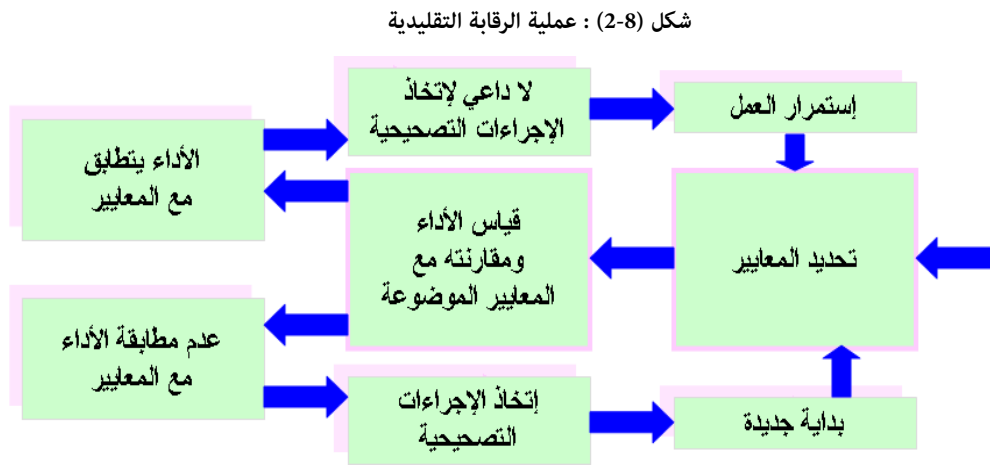 شكل (8-2) : عملية الرقابة التقليدية
إستمرار العمل
لا داعي لإتخاذ
الإجراءات التصحيحية
الأداء يتطابق
مع المعايير
تحديد المعايير
قياس الأداء
ومقارنته مع
المعايير الموضوعة
عدم مطابقة الأداء
مع المعايير
إتخاذ الإجراءات
التصحيحية
بداية جديدة